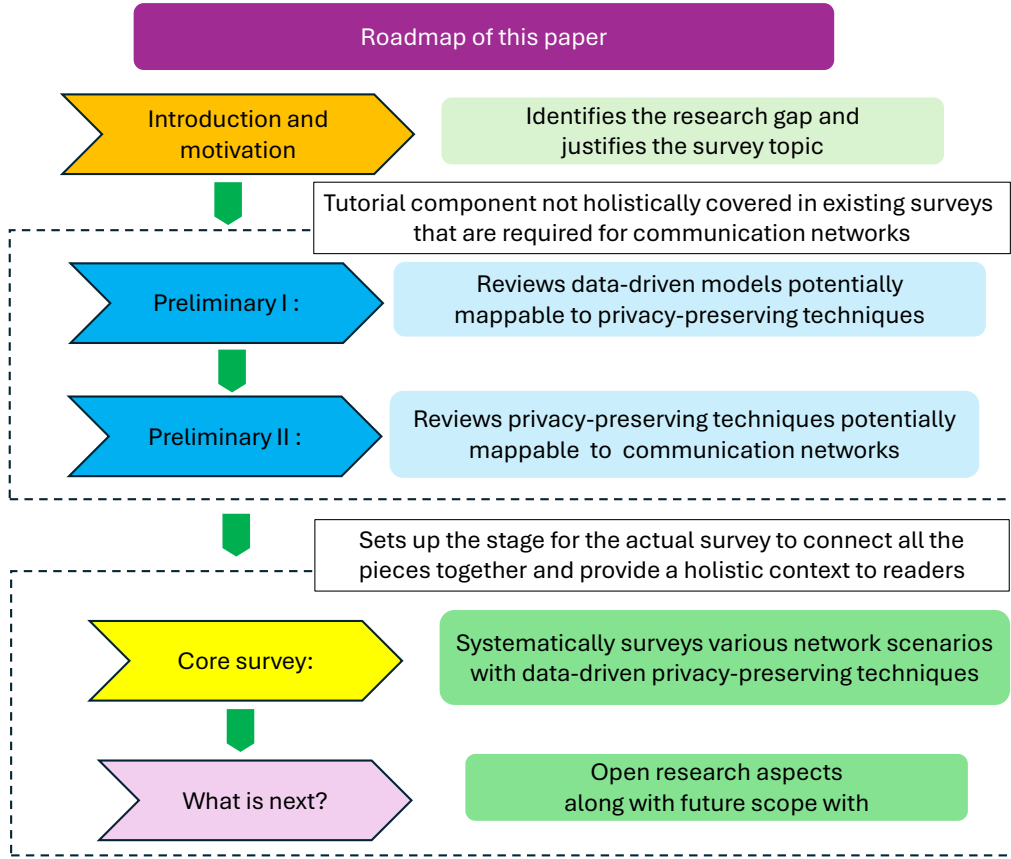 Roadmap of this paper
Introduction and
motivation
Identifies the research gap and
justifies the survey topic
Tutorial component not holistically covered in existing surveys
that are required for communication networks
Preliminary I :
Reviews data-driven models potentially
mappable to privacy-preserving techniques
Preliminary II :
Reviews privacy-preserving techniques potentially
mappable to communication networks
Sets up the stage for the actual survey to connect all the
pieces together and provide a holistic context to readers
Core survey:
Systematically surveys various network scenarios
with data-driven privacy-preserving techniques
What is next?
Open research aspects
along with future scope with